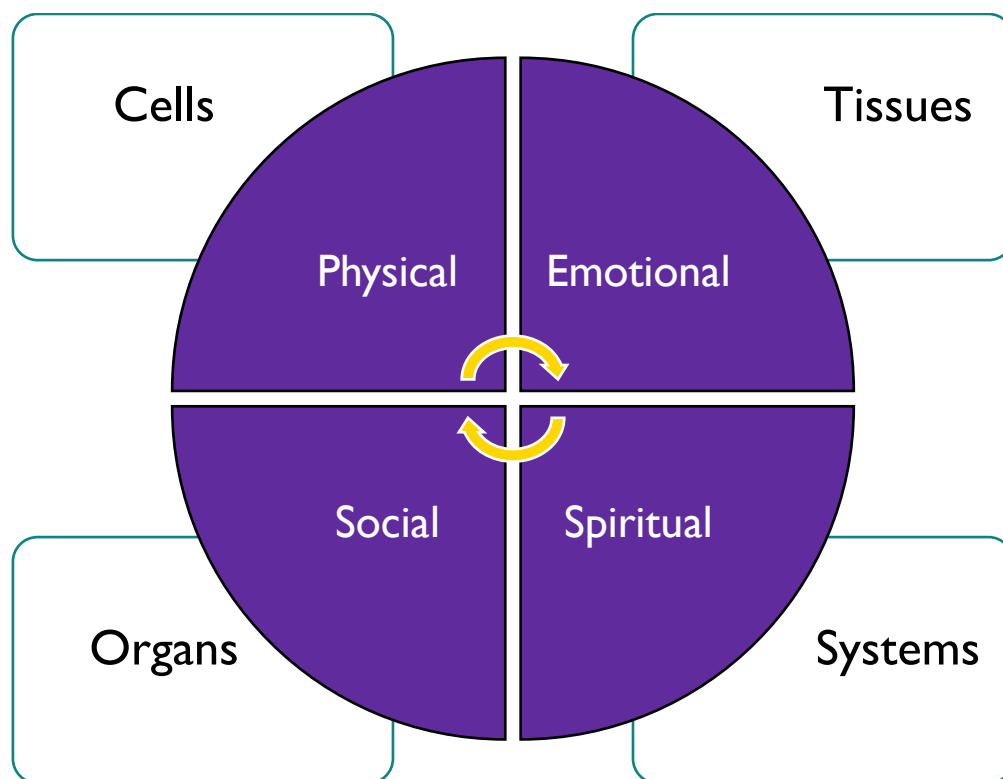 Cells
Tissues
Physical
Emotional
Social
Spiritual
Organs
Systems